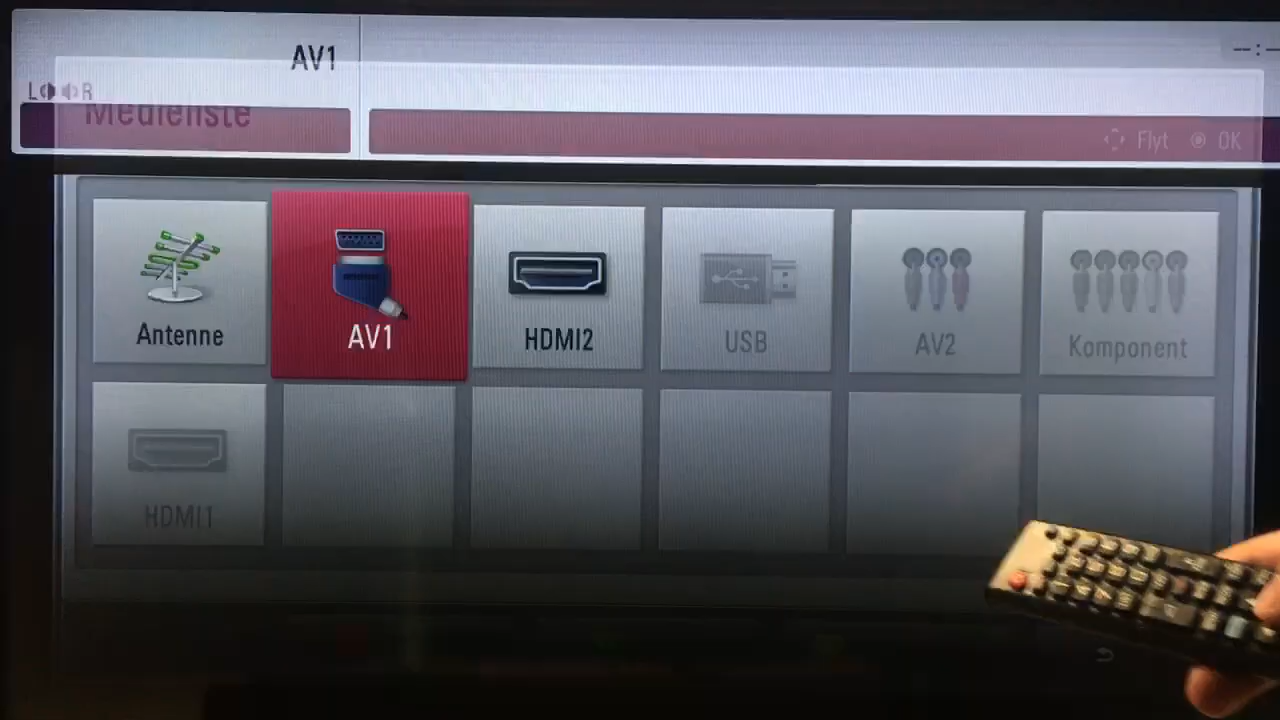 AV1
--:-
L R
Medieliste
Flyt OK
Antenne
AV1
HDMI2
USB
AV2
Komponent
HDMI1